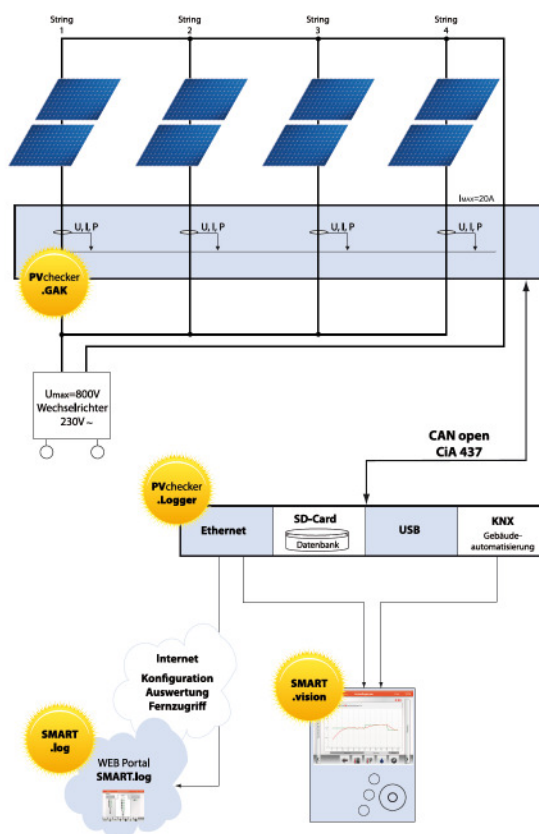 String
1
String
2
String
3
String
4
IMAX=20A
U, I, P
U, I, P
U, I, P
U, I, P
PVchecker
.GAK
Umax=800V
Wechselrichter
230V ~
CAN open
CiA 437
PVchecker
.Logger
Ethernet
SD-Card
Datenbank
USB
KNX
Gebäude-
automatisierung
Internet
Konfiguration
Auswertung
Fernzugriff
SMART
.vision
SMART
.log
WEB Portal
SMART.log